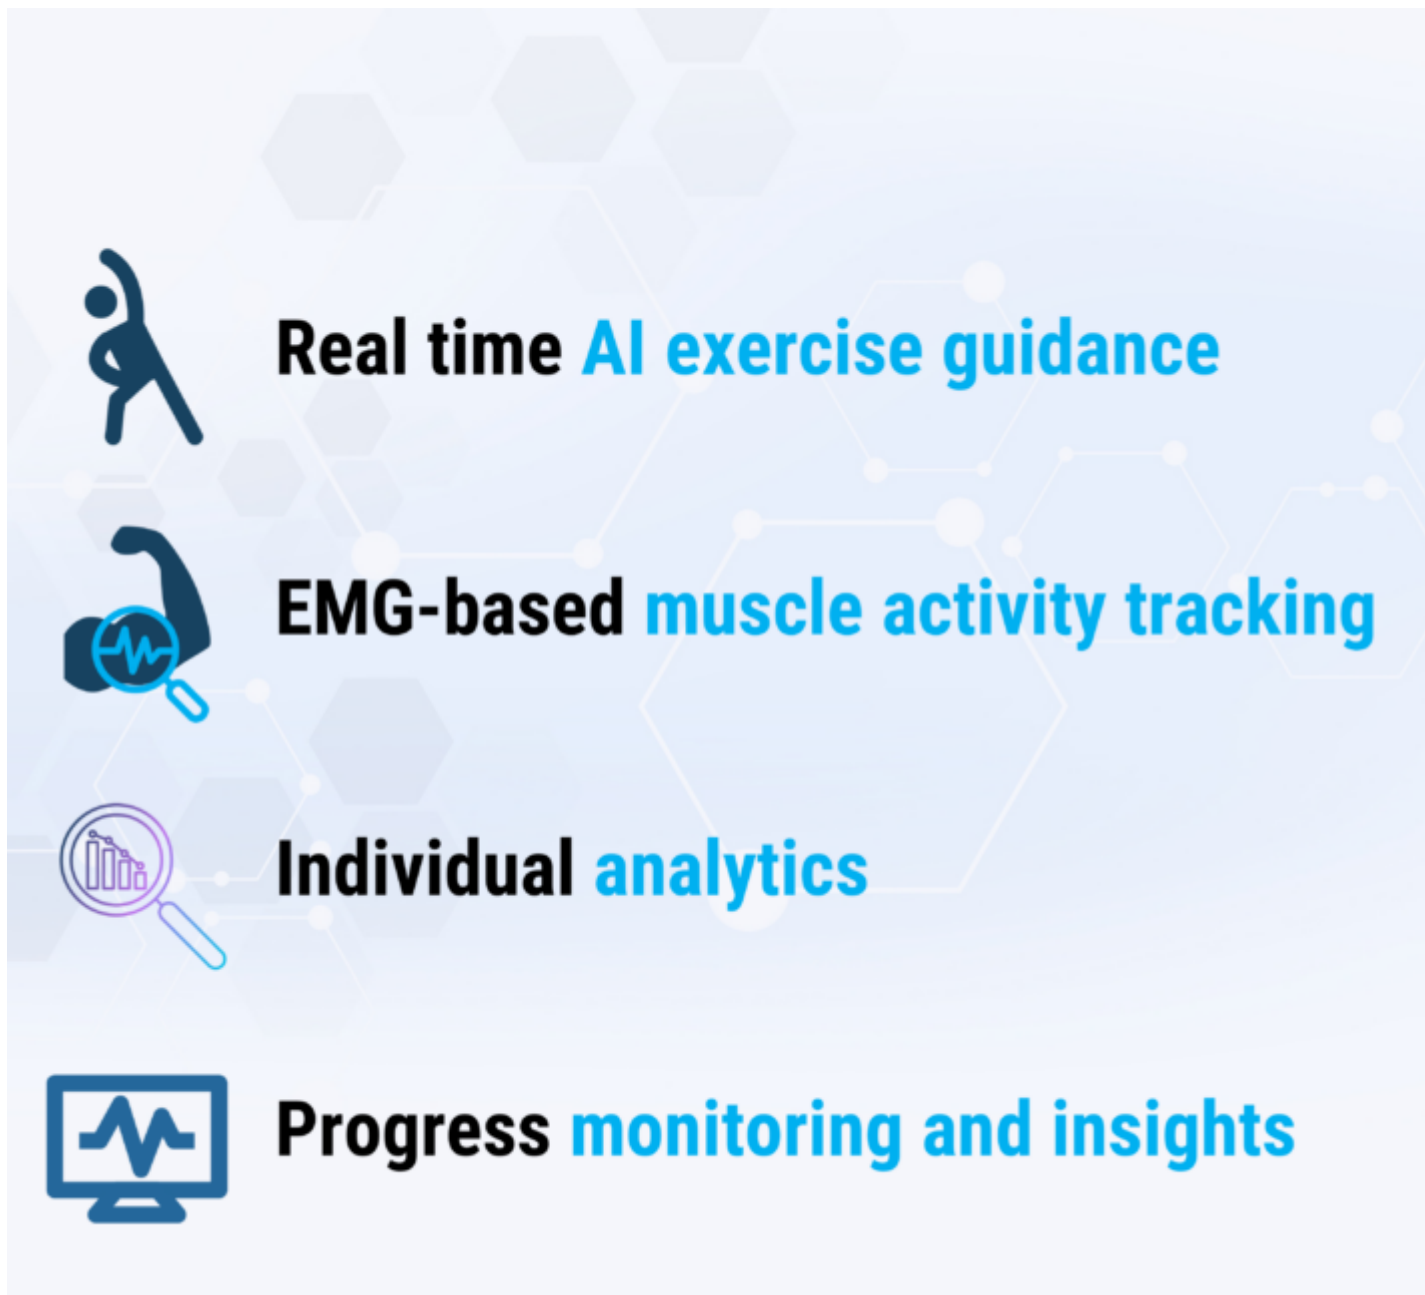 Real time AI exercise guidance
EMG-based muscle activity tracking
Individual analytics
Progress monitoring and insights